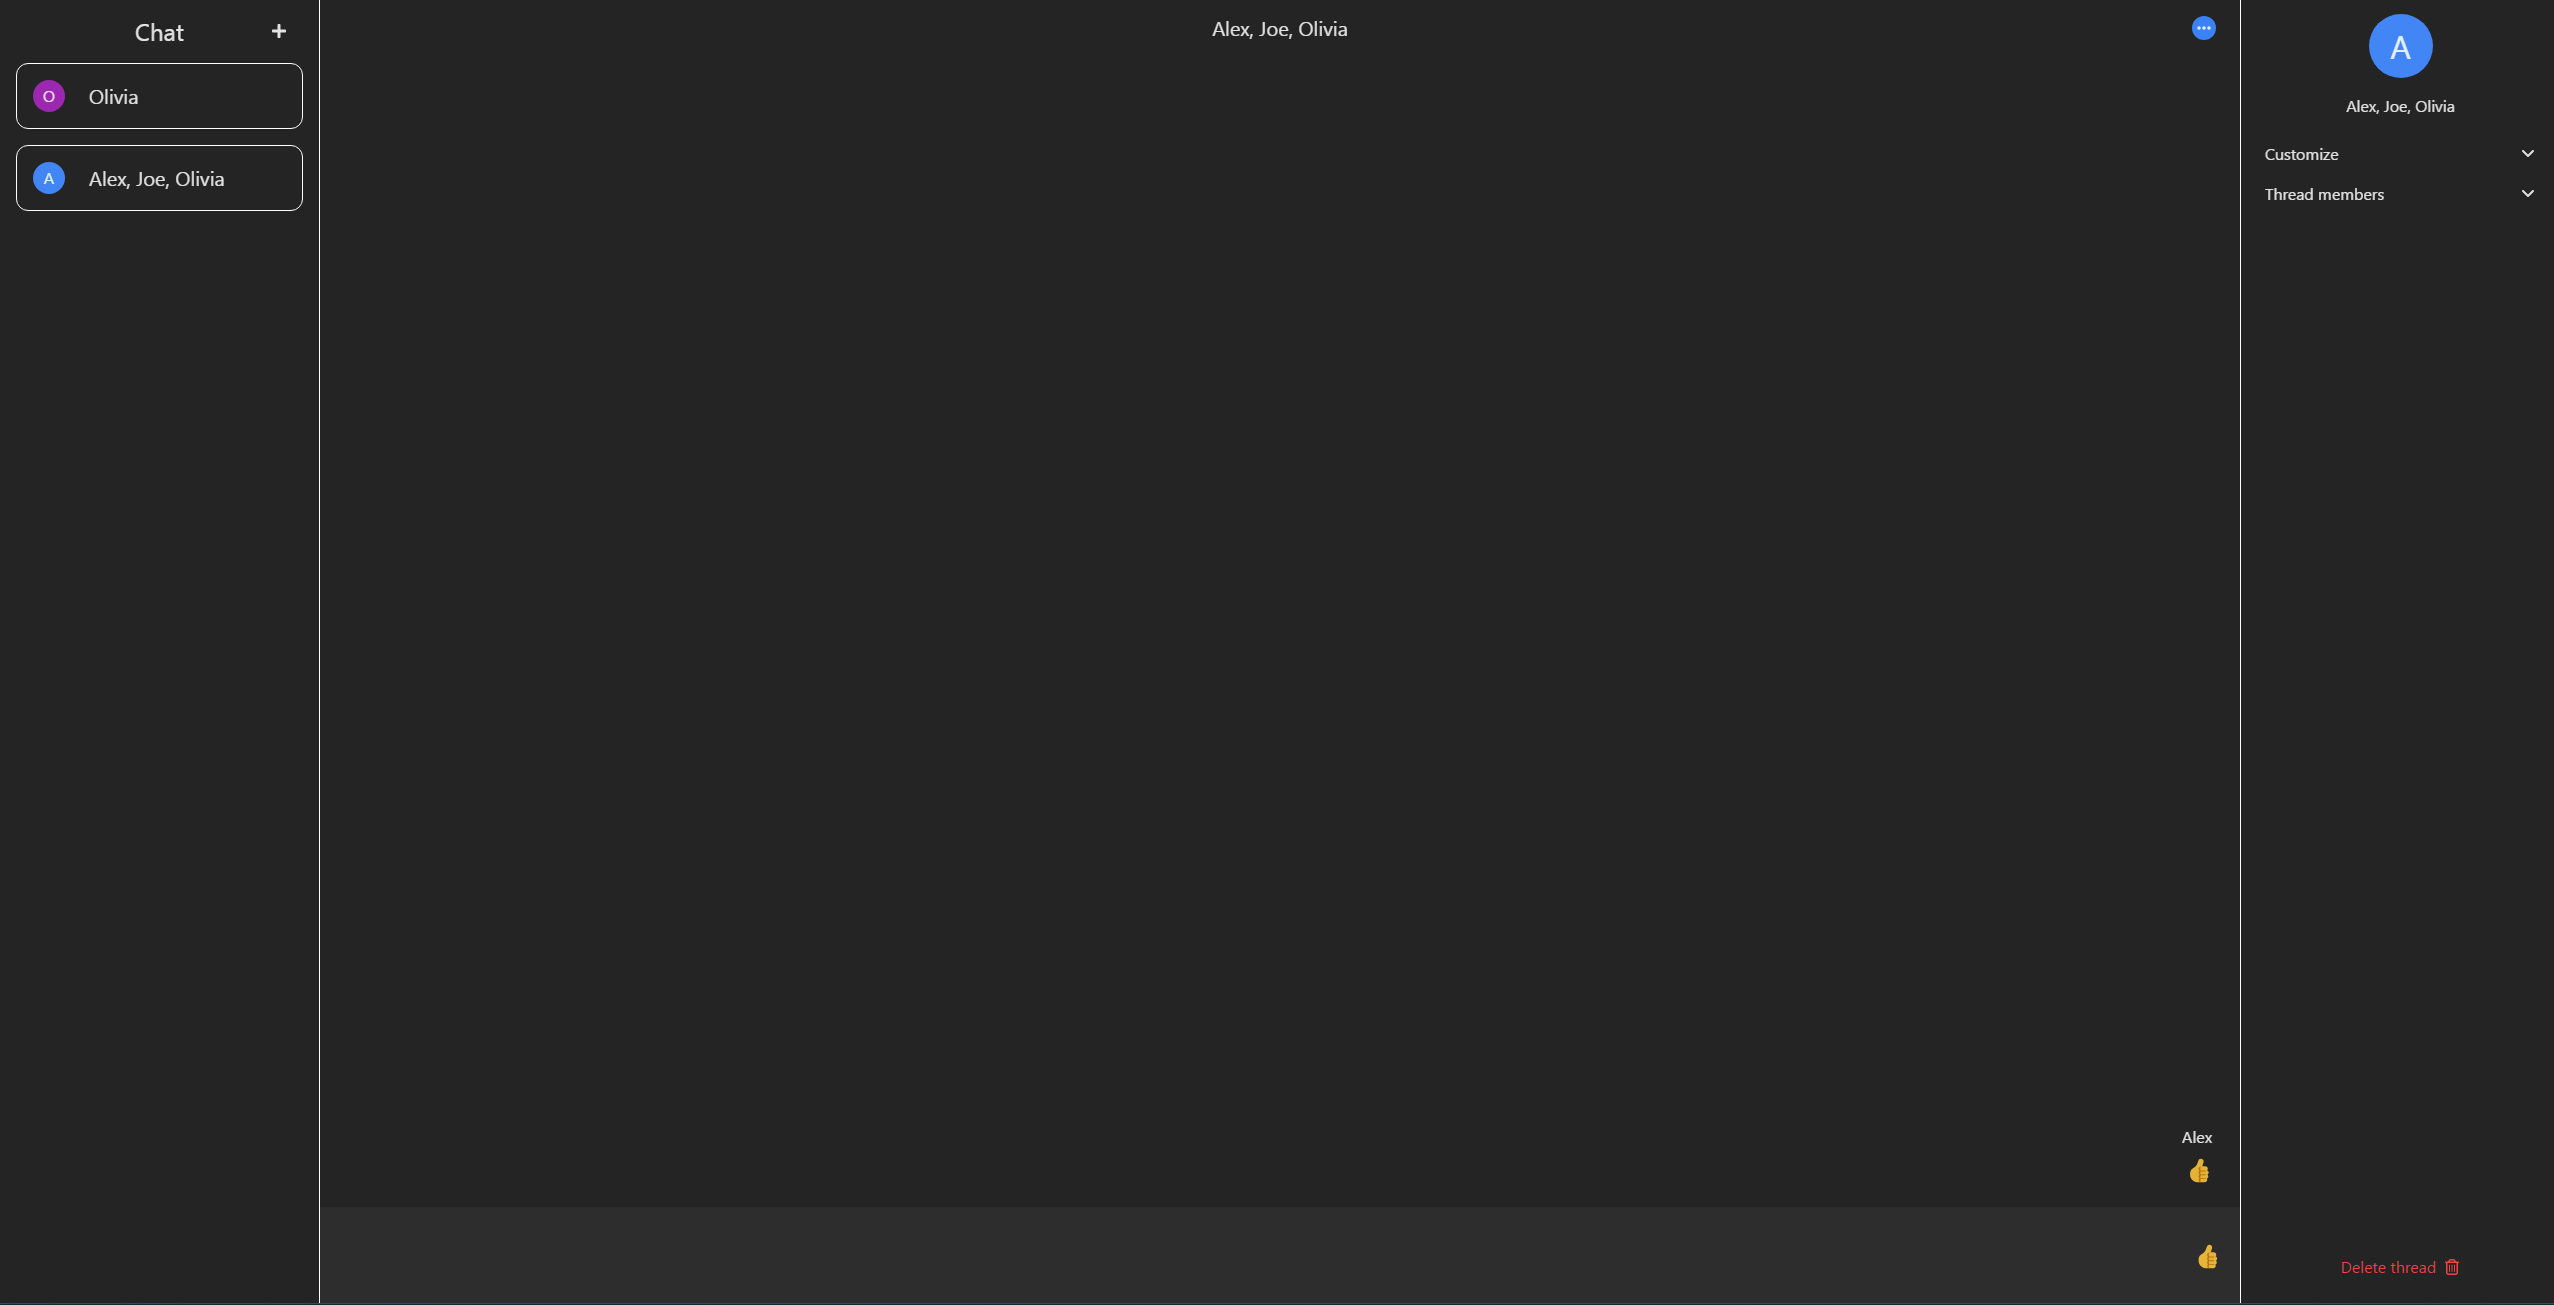 Chat
O
Olivia
A
Alex, Joe, Olivia
Alex, Joe, Olivia
Alex
A
Alex, Joe, Olivia
Customize
Thread members
Delete thread